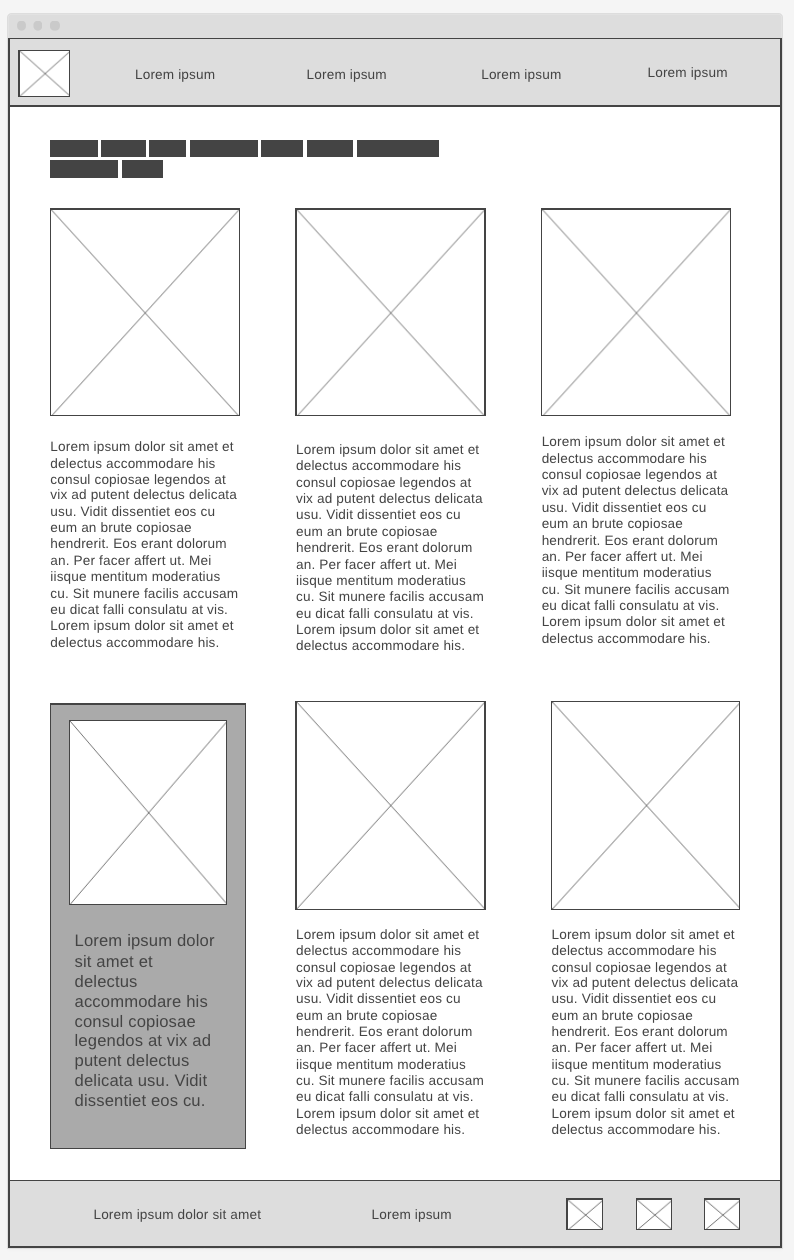 Lorem ipsum
Lorem ipsum
Lorem ipsum
Lorem ipsum
Lorem ipsum dolor sit amet et
delectus accommodare his
consul copiosae legendos at
vix ad putent delectus delicata
usu. Vidit dissentiet eos cu
eum an brute copiosae
hendrerit. Eos erant dolorum
an. Per facer affert ut. Mei
iisque mentitum moderatius
cu. Sit munere facilis accusam
eu dicat falli consulatu at vis.
Lorem ipsum dolor sit amet et
delectus accommodare his.
Lorem ipsum dolor sit amet et
delectus accommodare his
consul copiosae legendos at
vix ad putent delectus delicata
usu. Vidit dissentiet eos cu
eum an brute copiosae
hendrerit. Eos erant dolorum
an. Per facer affert ut. Mei
iisque mentitum moderatius
cu. Sit munere facilis accusam
eu dicat falli consulatu at vis.
Lorem ipsum dolor sit amet et
delectus accommodare his.
Lorem ipsum dolor sit amet et
delectus accommodare his
consul copiosae legendos at
vix ad putent delectus delicata
usu. Vidit dissentiet eos cu
eum an brute copiosae
hendrerit. Eos erant dolorum
an. Per facer affert ut. Mei
iisque mentitum moderatius
cu. Sit munere facilis accusam
eu dicat falli consulatu at vis.
Lorem ipsum dolor sit amet et
delectus accommodare his.
Lorem ipsum dolor
sit amet et
delectus
accommodare his
consul copiosae
legendos at vix ad
putent delectus
delicata usu. Vidit
dissentiet eos cu.
Lorem ipsum dolor sit amet et
delectus accommodare his
consul copiosae legendos at
vix ad putent delectus delicata
usu. Vidit dissentiet eos cu
eum an brute copiosae
hendrerit. Eos erant dolorum
an. Per facer affert ut. Mei
iisque mentitum moderatius
cu. Sit munere facilis accusam
eu dicat falli consulatu at vis.
Lorem ipsum dolor sit amet et
delectus accommodare his.
Lorem ipsum dolor sit amet et
delectus accommodare his
consul copiosae legendos at
vix ad putent delectus delicata
usu. Vidit dissentiet eos cu
eum an brute copiosae
hendrerit. Eos erant dolorum
an. Per facer affert ut. Mei
iisque mentitum moderatius
cu. Sit munere facilis accusam
eu dicat falli consulatu at vis.
Lorem ipsum dolor sit amet et
delectus accommodare his.
Lorem ipsum dolor sit amet
Lorem ipsum